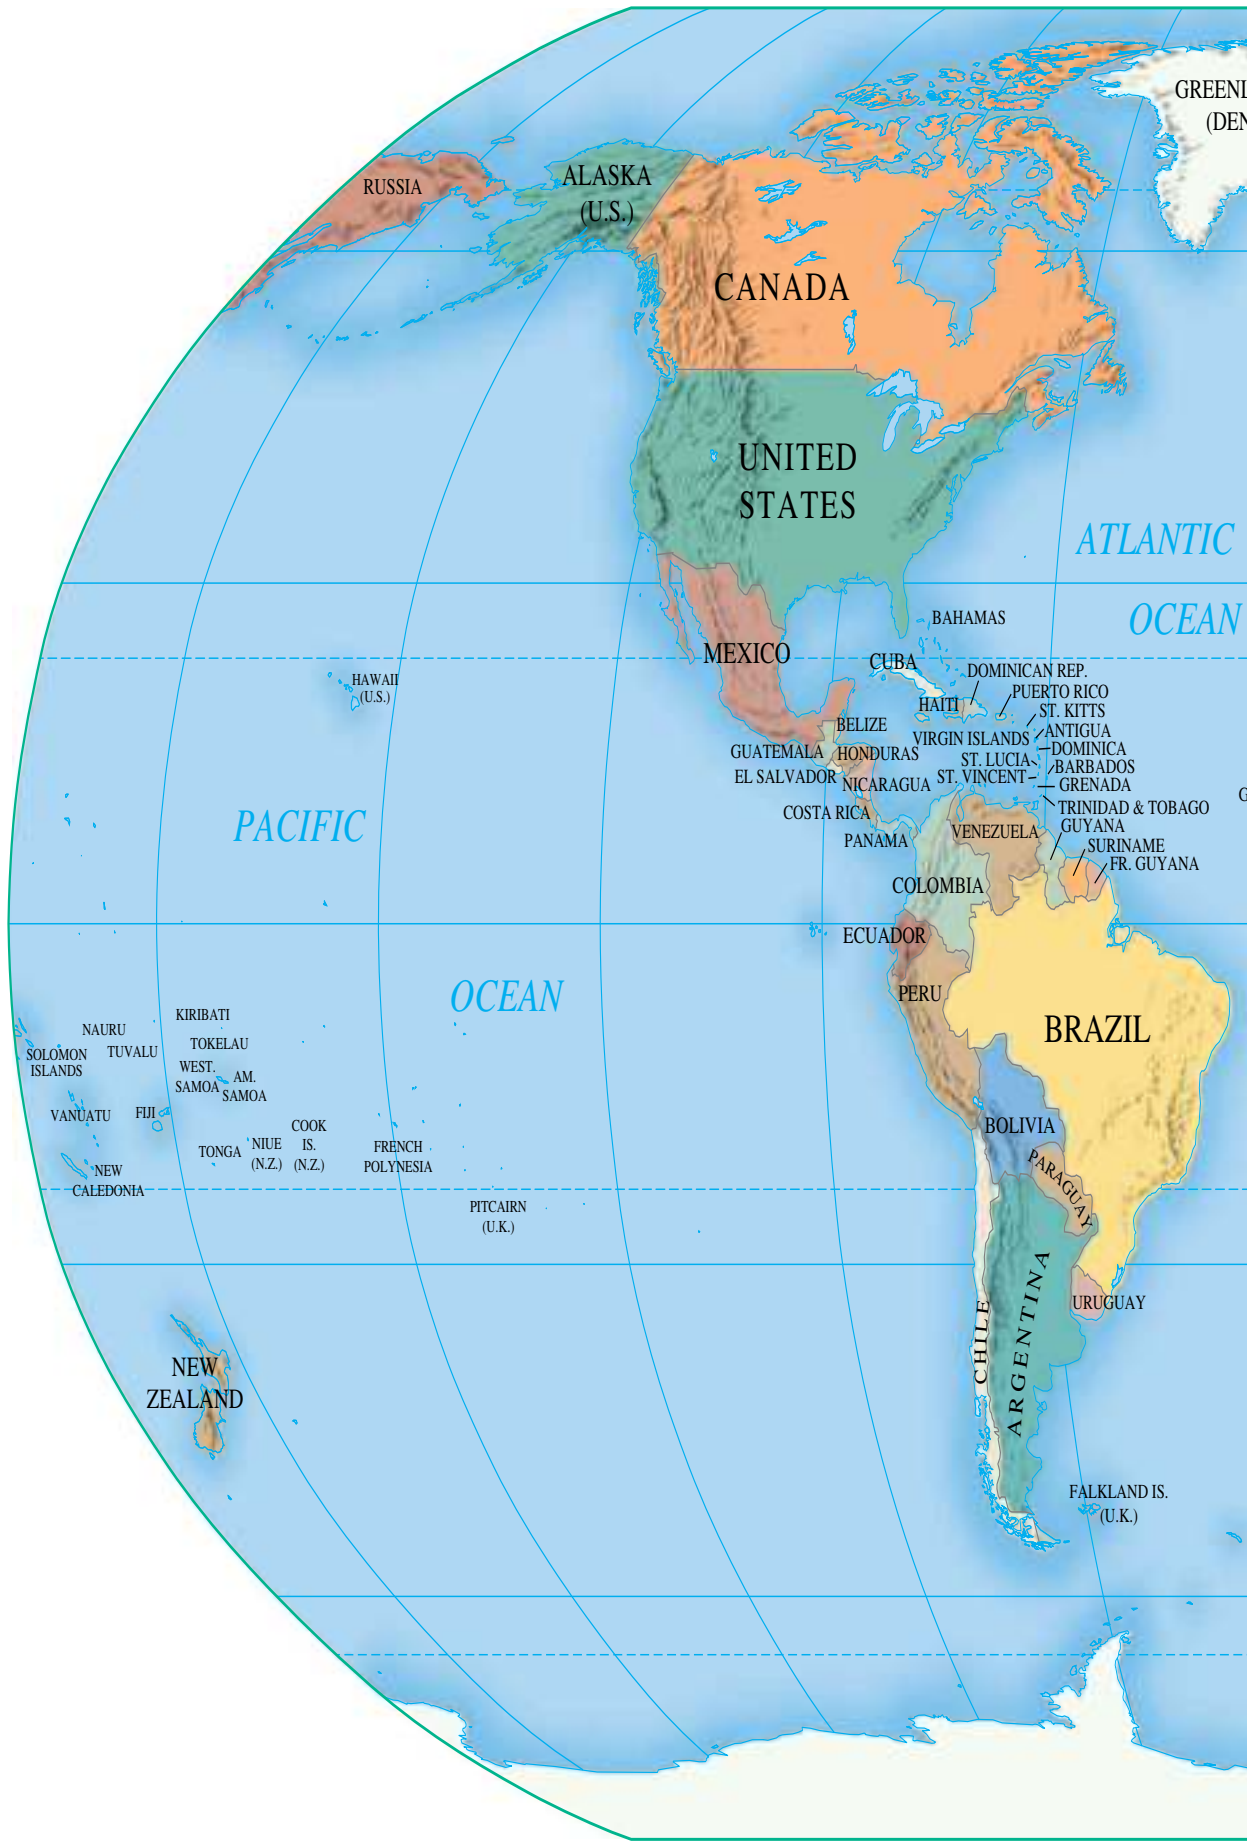 GREENL
(DEN
RUSSIA
ALASKA
(U.S.)
CANADA
UNITED
STATES
ATLANTIC
OCEAN
BAHAMAS
MEXICO
CUBA
DOMINICAN REP.
HAWAII
(U.S.)
PUERTO RICO
HAITI
ST. KITTS
BELIZE
ANTIGUA
VIRGIN ISLANDS
DOMINICA
GUATEMALA
HONDURAS
ST. LUCIA
BARBADOS
EL SALVADOR
ST. VINCENT
NICARAGUA
GRENADA
G
COSTA RICA
TRINIDAD & TOBAGO
PACIFIC
GUYANA
PANAMA
VENEZUELA
SURINAME
FR. GUYANA
COLOMBIA
ECUADOR
OCEAN
PERU
KIRIBATI
NAURU
BRAZIL
TOKELAU
TUVALU
SOLOMON
ISLANDS
WEST.
SAMOA
AM.
SAMOA
VANUATU
FIJI
COOK
IS.
(N.Z.)
BOLIVIA
TONGA
NIUE
(N.Z.)
FRENCH
POLYNESIA
NEW
CALEDONIA
PARAGUAY
PITCAIRN
(U.K.)
URUGUAY
CHILE
ARGENTINA
NEW
ZEALAND
FALKLAND IS.
(U.K.)